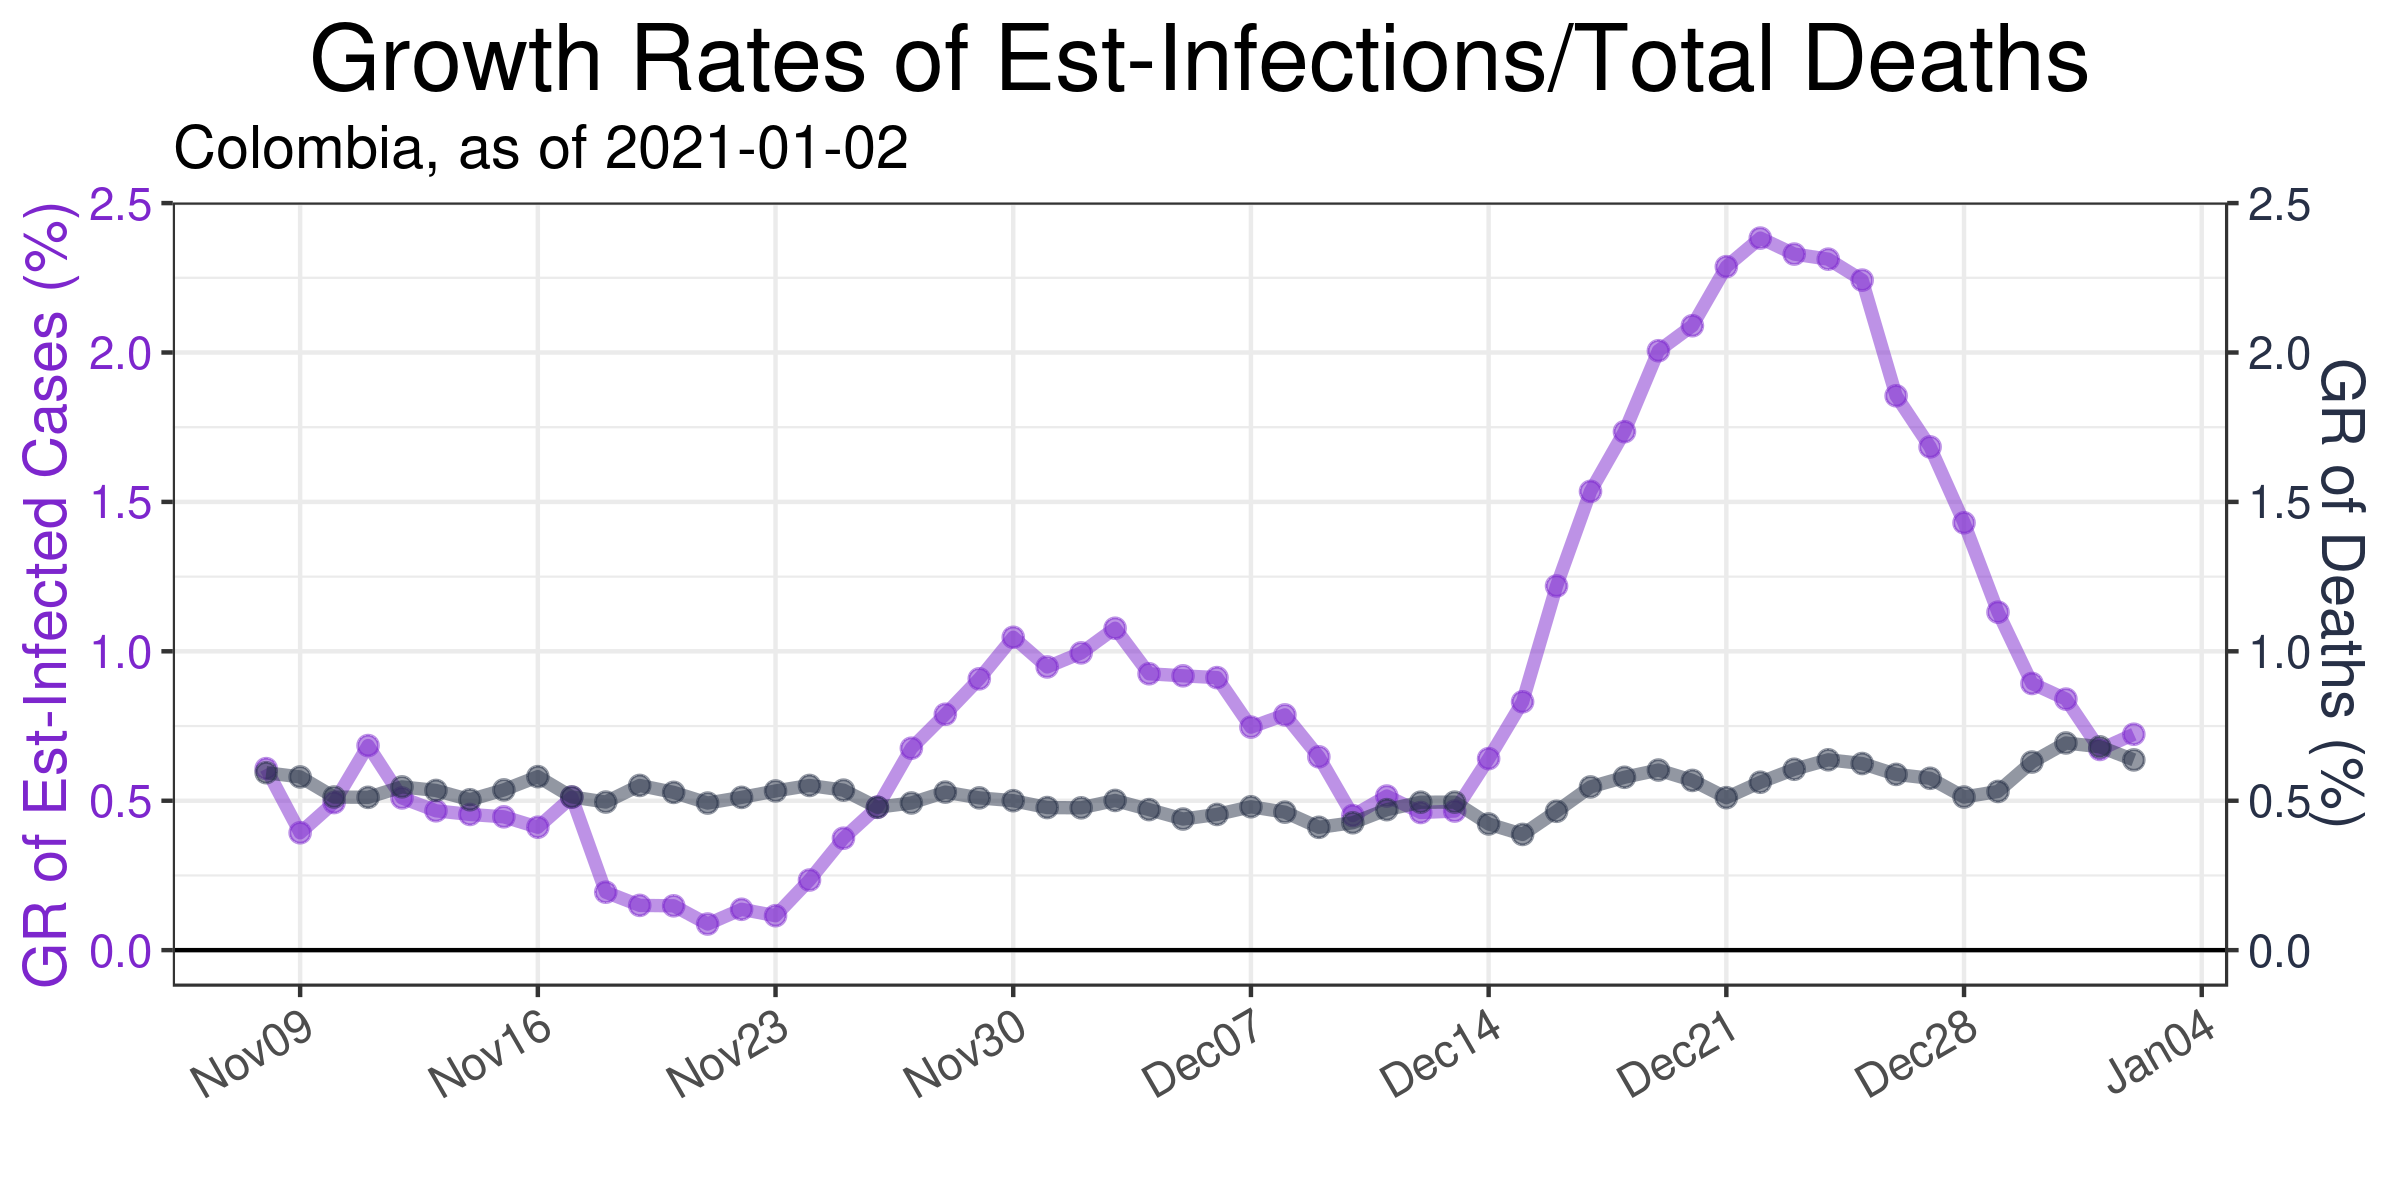 Growth Rates of Est-Infections/Total Deaths
Colombia, as of 2021-01-02
GR of Est-Infected Cases (%)
2.5
2.0
1.5
1.0
0.5
0.0
2.5
2.0
1.5
1.0
0.5
0.0
GR of Deaths (%)
Nov09
Nov16
Nov23
Nov30
Dec07
Dec14
Dec21
Dec28
Jan04